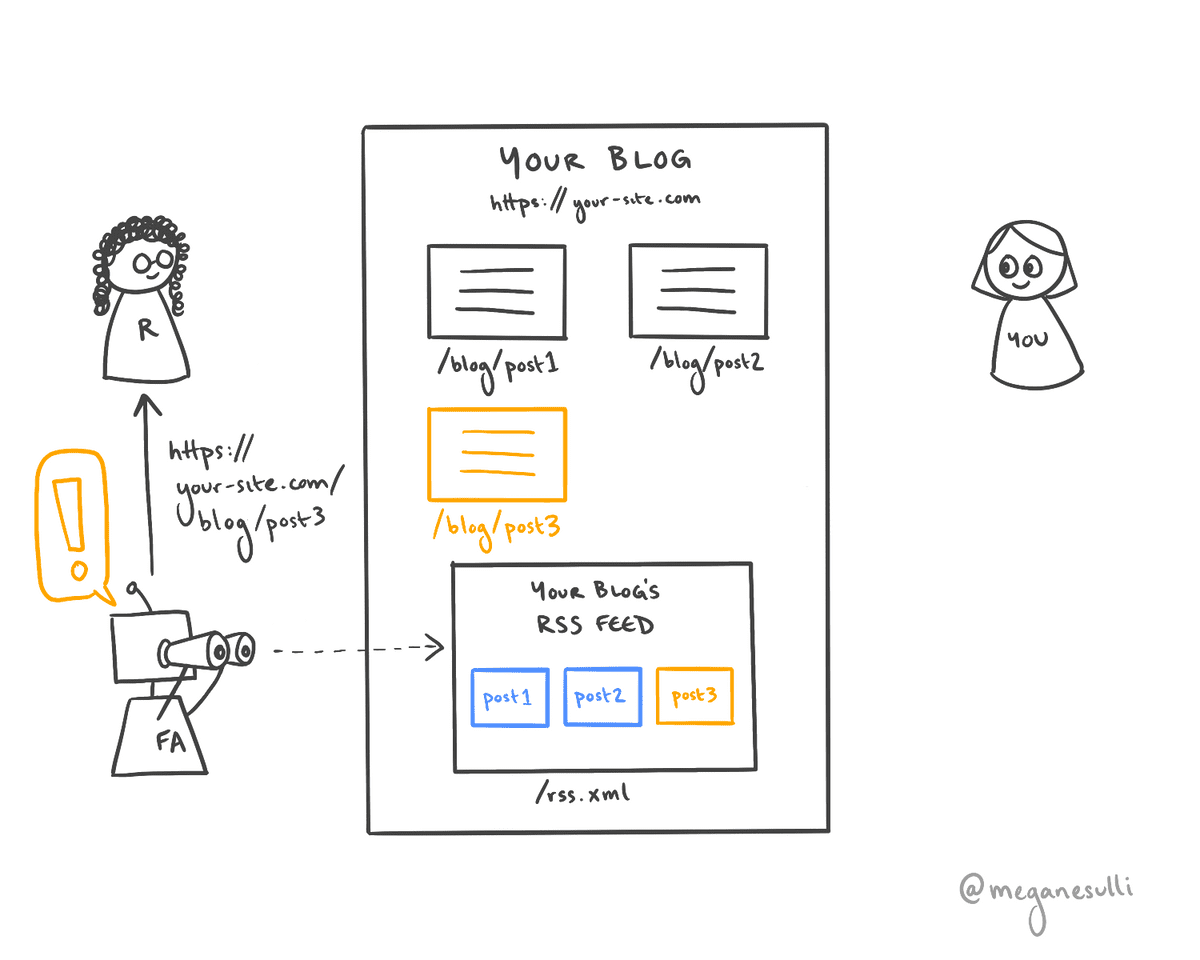 YOUR BLOG
https://your-site.com
/blog/post1
/blog/post2
R
YOU
https://
your-site.com/
blog/post3
!
/blog/post3
YOUR BLOG'S
RSS FEED
post1
post2
post3
FA
/rss.xml
@meganesulli